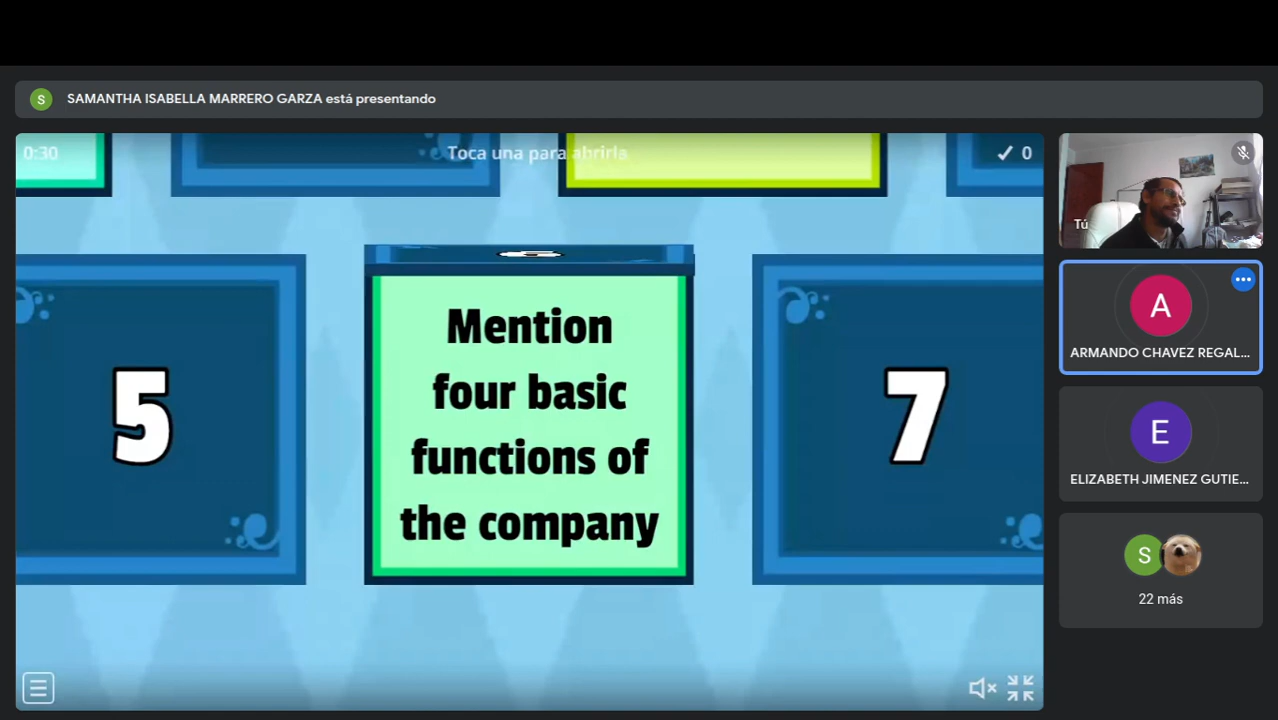 SAMANTHA ISABELLA MARRERO GARZA está presentando
0:30
Toca una para abrirla
✓ 0
5
Mention
four basic
functions of
the company
7
Tú
A
ARMANDO CHAVEZ REGAL...
E
ELIZABETH JIMENEZ GUTIE...
S
22 más
S